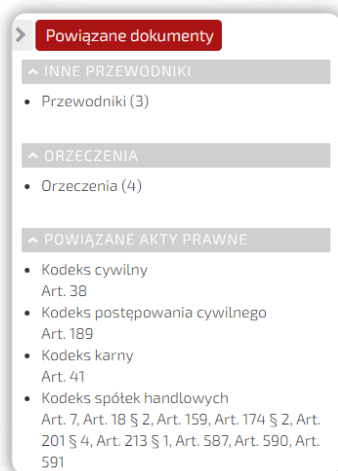 Powiązane dokumenty
INNE PRZEWODNIKI
Przewodniki (3)
ORZECZENIA
Orzeczenia (4)
POWIĄZANE AKTY PRAWNE
Kodeks cywilny
Art. 38
Kodeks postępowania cywilnego
Art. 189
Kodeks karny
Art. 41
Kodeks spółek handlowych
Art. 7, Art. 18 § 2, Art. 159, Art. 174 § 2, Art.
201 § 4, Art. 213 § 1, Art. 587, Art. 590, Art.
591